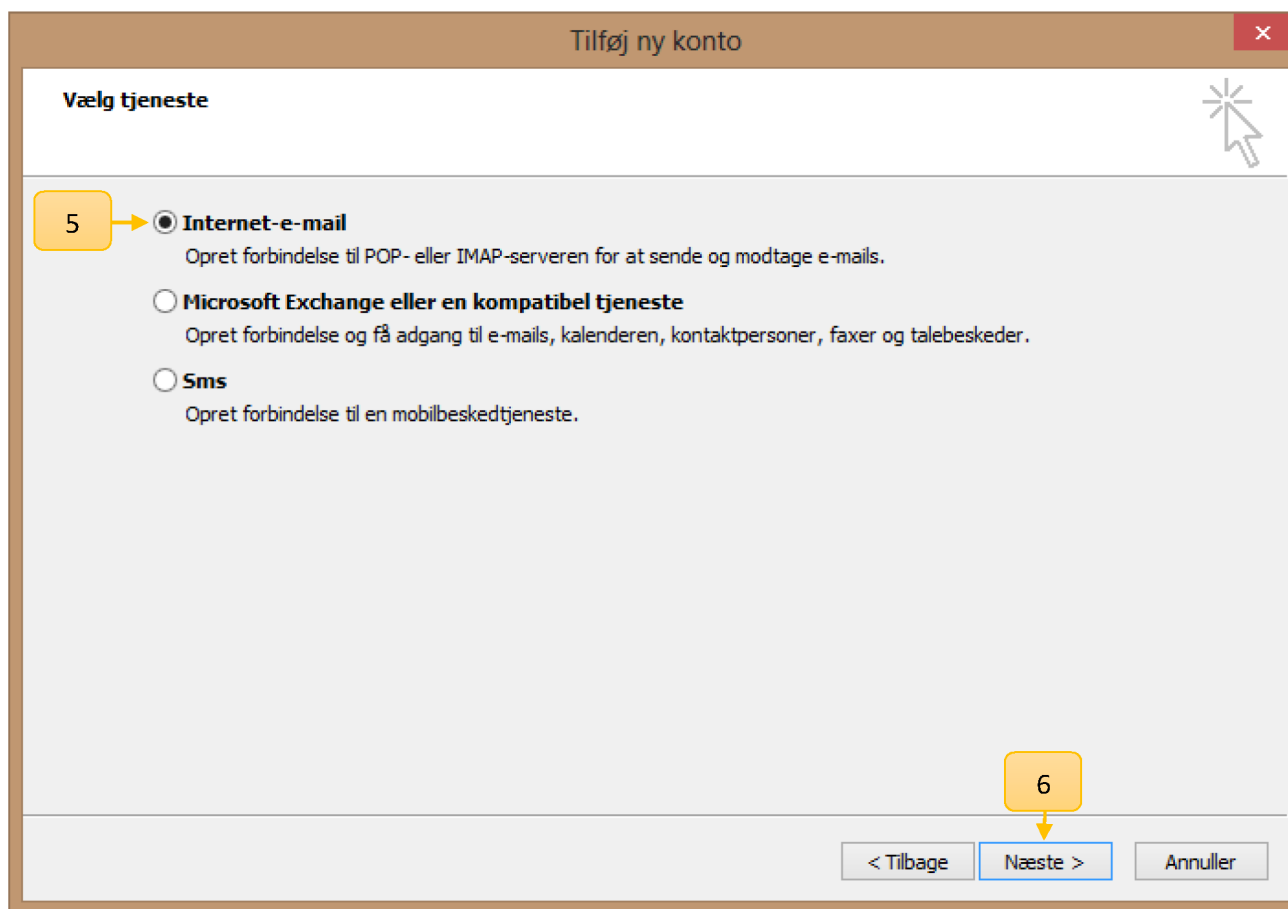 Tilføj ny konto
Vælg tjeneste
5
Internet-e-mail
Opret forbindelse til POP- eller IMAP-serveren for at sende og modtage e-mails.
Microsoft Exchange eller en kompatibel tjeneste
Opret forbindelse og få adgang til e-mails, kalenderen, kontaktpersoner, faxer og talebeskeder.
Sms
Opret forbindelse til en mobilbeskedtjeneste.
6
< Tilbage Næste > Annuller